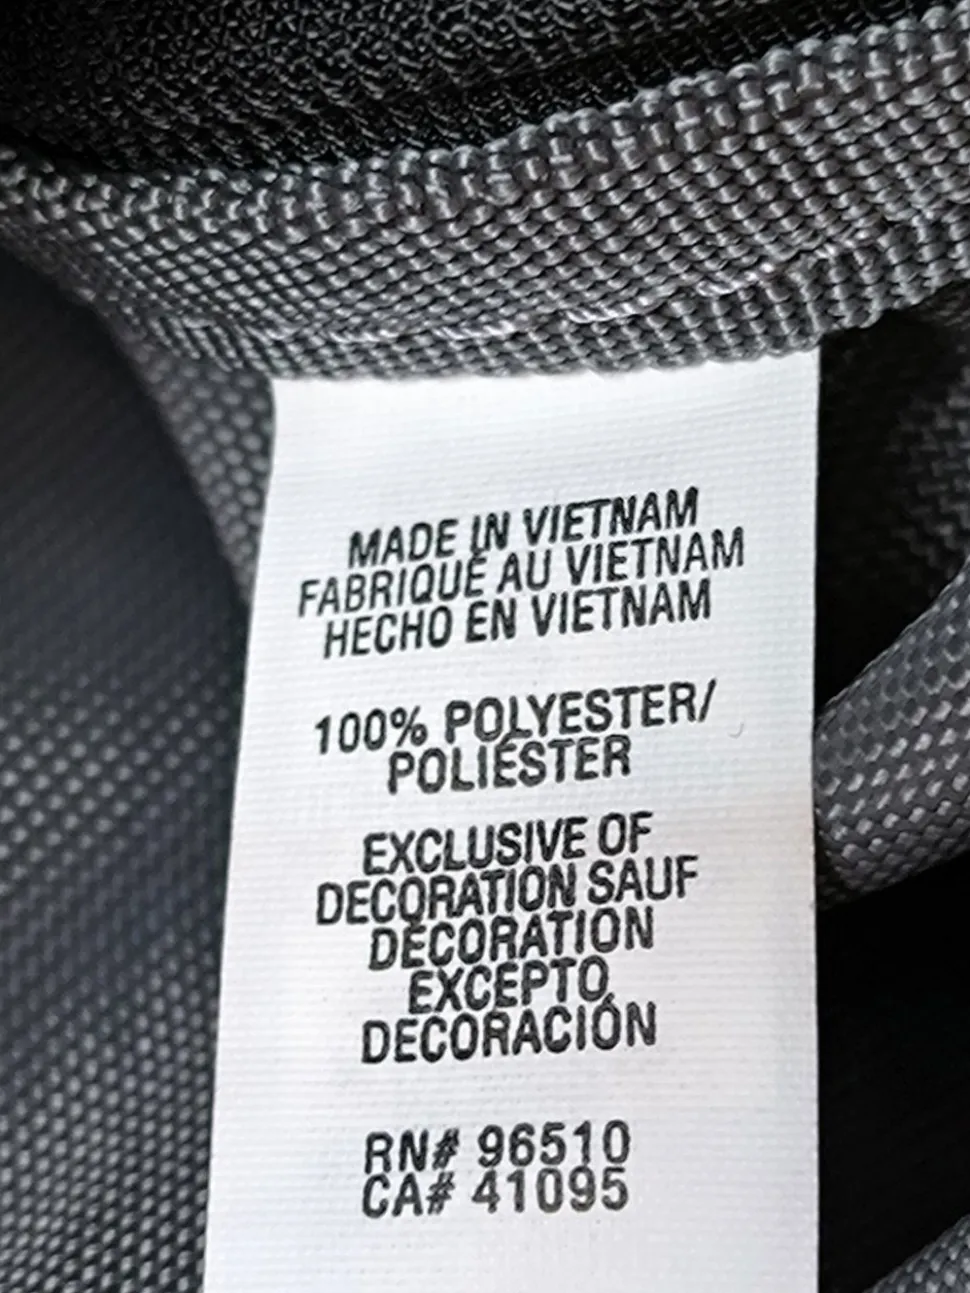 MADE IN VIETNAM
FABRIQUÉ AU VIETNAM
HECHO EN VIETNAM
100% POLYESTER/
POLIÉSTER
EXCLUSIVE OF
DECORATION SAUF
DÉCORATION
EXCEPTO
DECORACIÓN
RN# 96510
CA# 41095